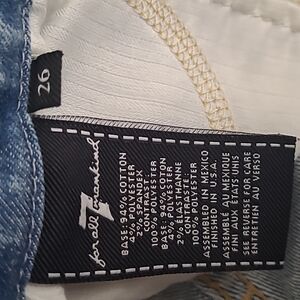 26
7
for all mankind
BASE: 94% COTTON
4% POLYESTER
2% SPANDEX
CONTRAST:
100% POLYESTER
BASE: 94% COTON
4% POLYESTER
2% ELASTHANNE
CONTRASTE:
100% POLYESTER
ASSEMBLED IN MEXICO
FINISHED IN U.S.A.
ASSEMBLÉ AU MEXIQUE
FINI AUX ÉTATS-UNIS
SEE REVERSE FOR CARE
ENTRETIEN AU VERSO